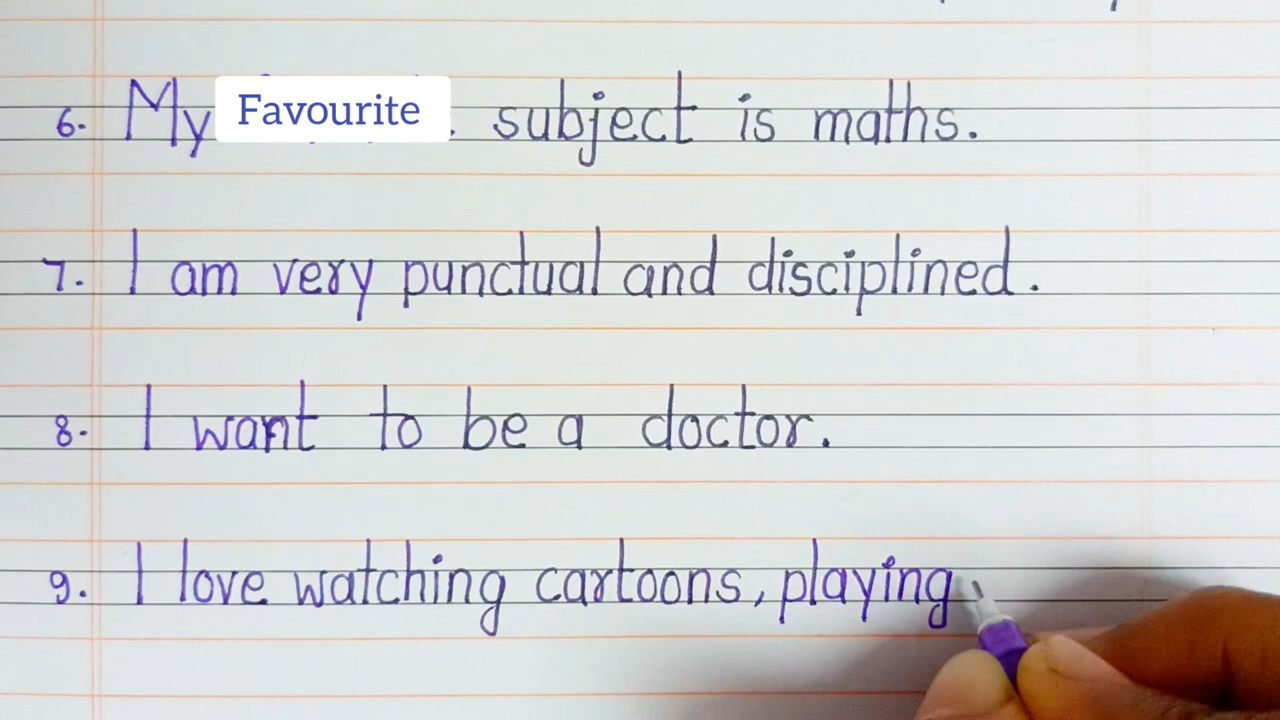 6. My Favourite subject is maths.
7. I am very punctual and disciplined.
8. I want to be a doctor.
9. I love watching cartoons, playing